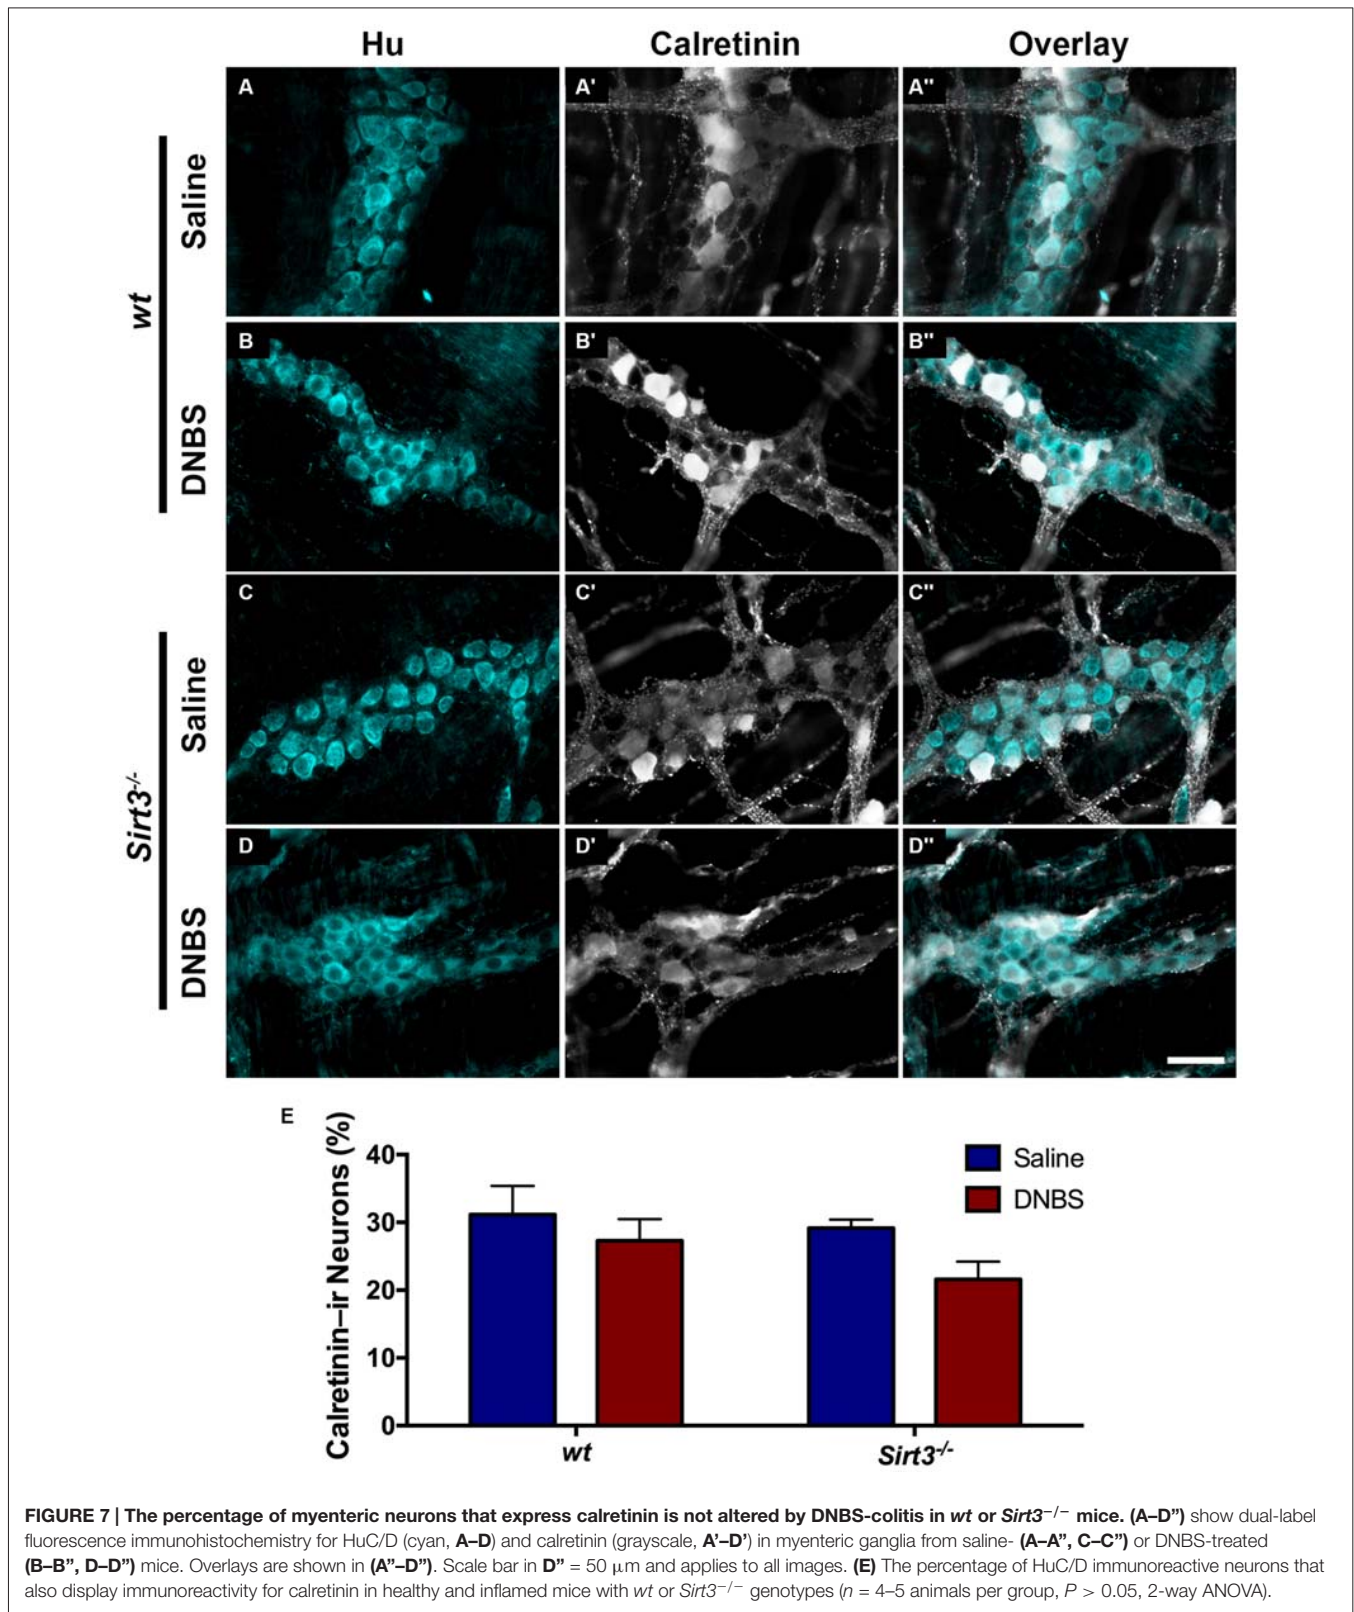 Hu Calretinin Overlay
A A' A"
wt Saline
B B' B"
DNBS
C C' C"
Sirt3-/- Saline
D D' D"
DNBS
E
Calretinin–ir Neurons (%)
40
30
20
10
0
Saline
DNBS
wt Sirt3-/-
FIGURE 7 | The percentage of myenteric neurons that express calretinin is not altered by DNBS-colitis in wt or Sirt3−/− mice. (A–D”) show dual-label
fluorescence immunohistochemistry for HuC/D (cyan, A–D) and calretinin (grayscale, A’–D’) in myenteric ganglia from saline- (A–A”, C–C”) or DNBS-treated
(B–B”, D–D”) mice. Overlays are shown in (A”–D”). Scale bar in D” = 50 μm and applies to all images. (E) The percentage of HuC/D immunoreactive neurons that
also display immunoreactivity for calretinin in healthy and inflamed mice with wt or Sirt3−/− genotypes (n = 4–5 animals per group, P > 0.05, 2-way ANOVA).